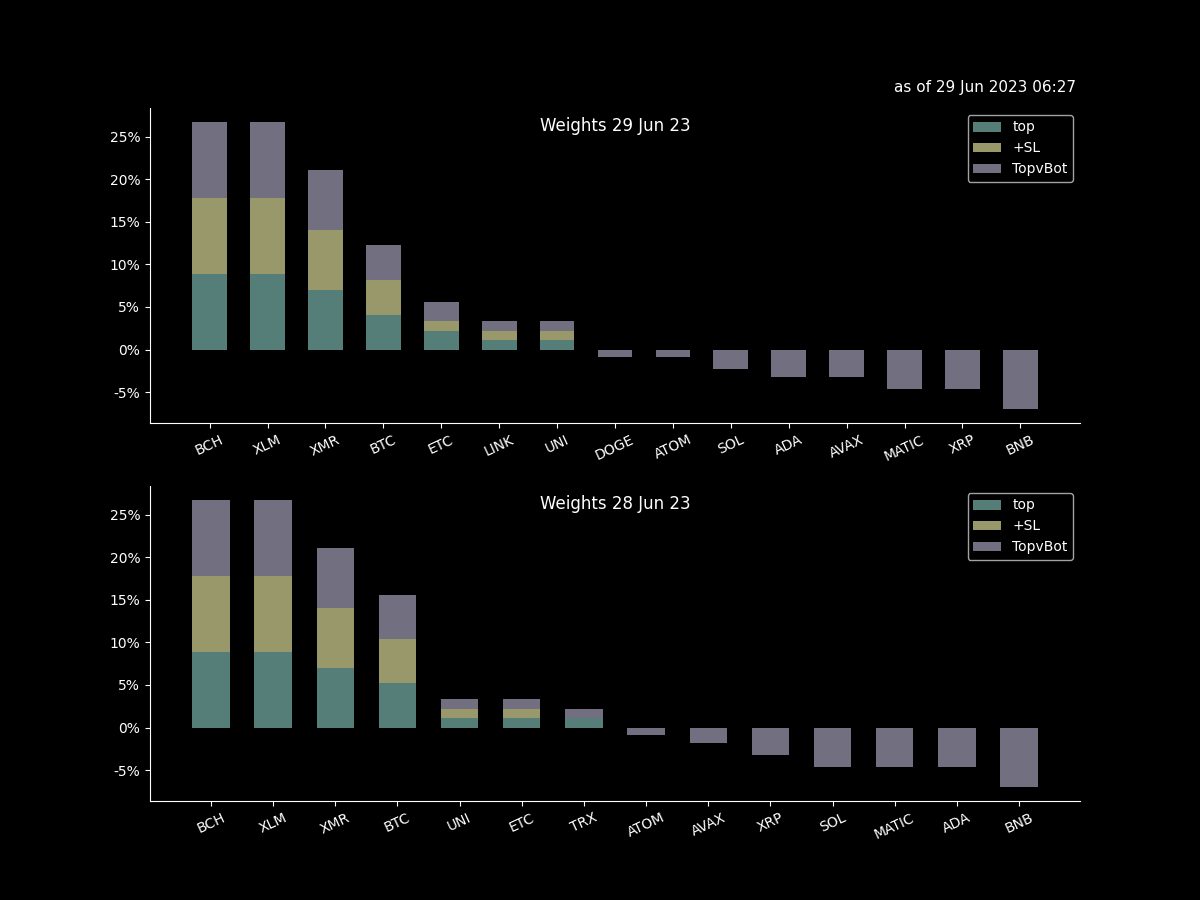 as of 29 Jun 2023 06:27
Weights 29 Jun 23
top
+SL
TopvBot
25%
20%
15%
10%
5%
0%
-5%
BCH XLM XMR BTC ETC LINK UNI DOGE ATOM SOL ADA AVAX MATIC XRP BNB
Weights 28 Jun 23
top
+SL
TopvBot
25%
20%
15%
10%
5%
0%
-5%
BCH XLM XMR BTC UNI ETC TRX ATOM AVAX XRP SOL MATIC ADA BNB